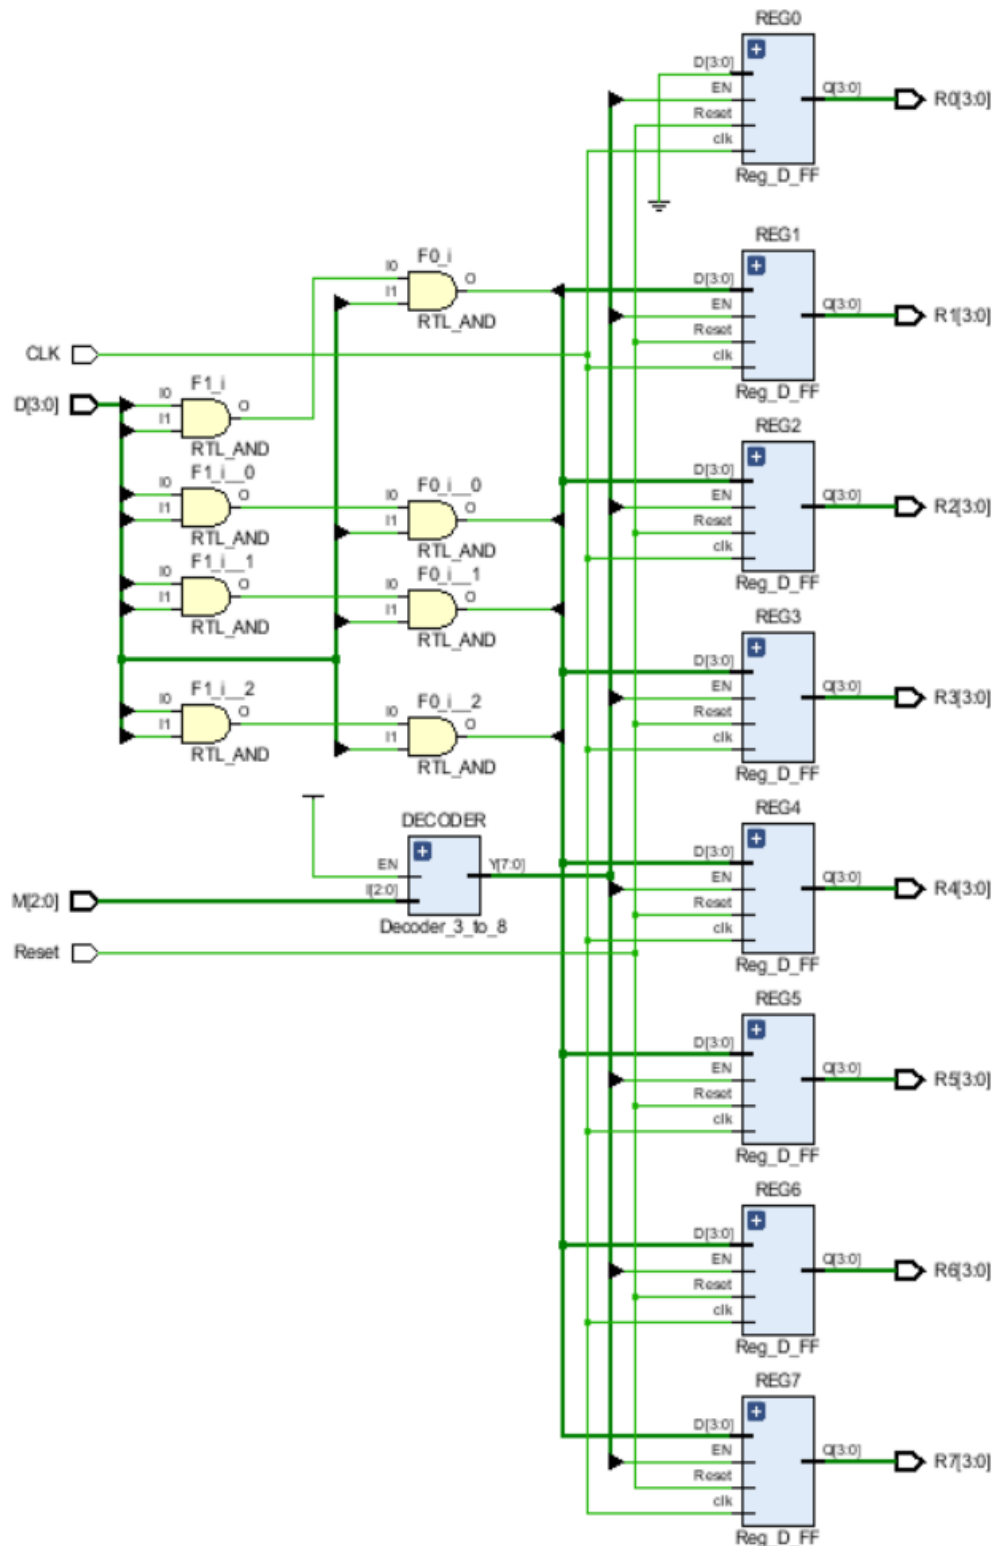 REG0
D[3:0]
EN
Reset
clk
Q[3:0]
R0[3:0]
Reg_D_FF
F0_i
I0
I1
O
RTL_AND
REG1
D[3:0]
EN
Reset
clk
Q[3:0]
R1[3:0]
Reg_D_FF
CLK
D[3:0]
F1_i
I0
I1
O
RTL_AND
F1_i__0
I0
I1
O
RTL_AND
F0_i__0
I0
I1
O
RTL_AND
REG2
D[3:0]
EN
Reset
clk
Q[3:0]
R2[3:0]
Reg_D_FF
F1_i__1
I0
I1
O
RTL_AND
F0_i__1
I0
I1
O
RTL_AND
REG3
D[3:0]
EN
Reset
clk
Q[3:0]
R3[3:0]
Reg_D_FF
F1_i__2
I0
I1
O
RTL_AND
F0_i__2
I0
I1
O
RTL_AND
DECODER
EN
I[2:0]
Y[7:0]
Decoder_3_to_8
M[2:0]
Reset
REG4
D[3:0]
EN
Reset
clk
Q[3:0]
R4[3:0]
Reg_D_FF
REG5
D[3:0]
EN
Reset
clk
Q[3:0]
R5[3:0]
Reg_D_FF
REG6
D[3:0]
EN
Reset
clk
Q[3:0]
R6[3:0]
Reg_D_FF
REG7
D[3:0]
EN
Reset
clk
Q[3:0]
R7[3:0]
Reg_D_FF